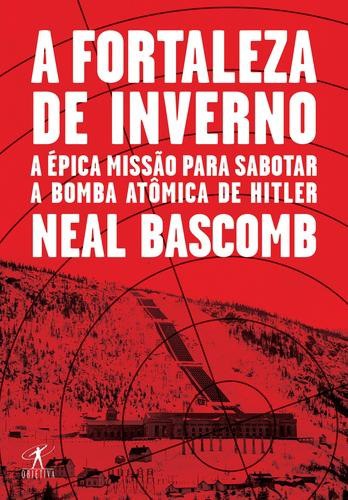 A FORTALEZA
DE INVERNO
A ÉPICA MISSÃO PARA SABOTAR
A BOMBA ATÔMICA DE HITLER
NEAL BASCOMB
OBJETIVA